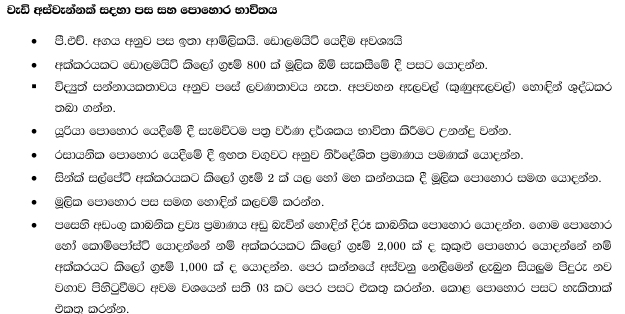 වැඩි අස්වැන්නක් සඳහා පස සහ පොහොර භාවිතය
• පී.එච්. අගය අනුව පස ඉතා ආම්ලිකයි. ඩොලමයිට් යෙදීම අවශ්‍යයි
• අක්කරයකට ඩොලමයිට් කිලෝ ග්‍රෑම් 800 ක් මූලික බිම් සැකසීමේ දී පසට යොදන්න.
▪ විද්‍යුත් සන්නායකතාවය අනුව පසේ ලවණතාවය නැත. අපවහන ඇලවල් (කුණුඇලවල්) හොඳින් ශුද්ධකර
තබා ගන්න.
• යූරියා පොහොර යෙදීමේ දී සැමවිටම පත්‍ර වර්ණ දර්ශකය භාවිතා කිරීමට උනන්දු වන්න.
• රසායනික පොහොර යෙදීමේ දී ඉහත වගුවට අනුව නිර්දේශිත ප්‍රමාණය පමණක් යොදන්න.
• සින්ක් සල්පේට් අක්කරයකට කිලෝ ග්‍රෑම් 2 ක් යල හෝ මහ කන්නයක දී මූලික පොහොර සමඟ යොදන්න.
• මූලික පොහොර පස සමඟ හොඳින් කලවම් කරන්න.
• පසෙහි අඩංගු කාබනික ද්‍රව්‍ය ප්‍රමාණය අඩු බැවින් හොඳින් දිරූ කාබනික පොහොර යොදන්න. ගොම පොහොර
හෝ කොම්පෝස්ට් යොදන්නේ නම් අක්කරයකට කිලෝ ග්‍රෑම් 2,000 ක් ද කුකුළු පොහොර යොදන්නේ නම්
අක්කරයට කිලෝ ග්‍රෑම් 1,000 ක් ද යොදන්න. පෙර කන්නයේ අස්වනු නෙලීමෙන් ලැබුන සියලුම පිදුරු නව
වගාව පිහිටුවීමට අවම වශයෙන් සති 03 කට පෙර පසට එකතු කරන්න. කොළ පොහොර පසට හැකිතාක්
එකතු කරන්න.